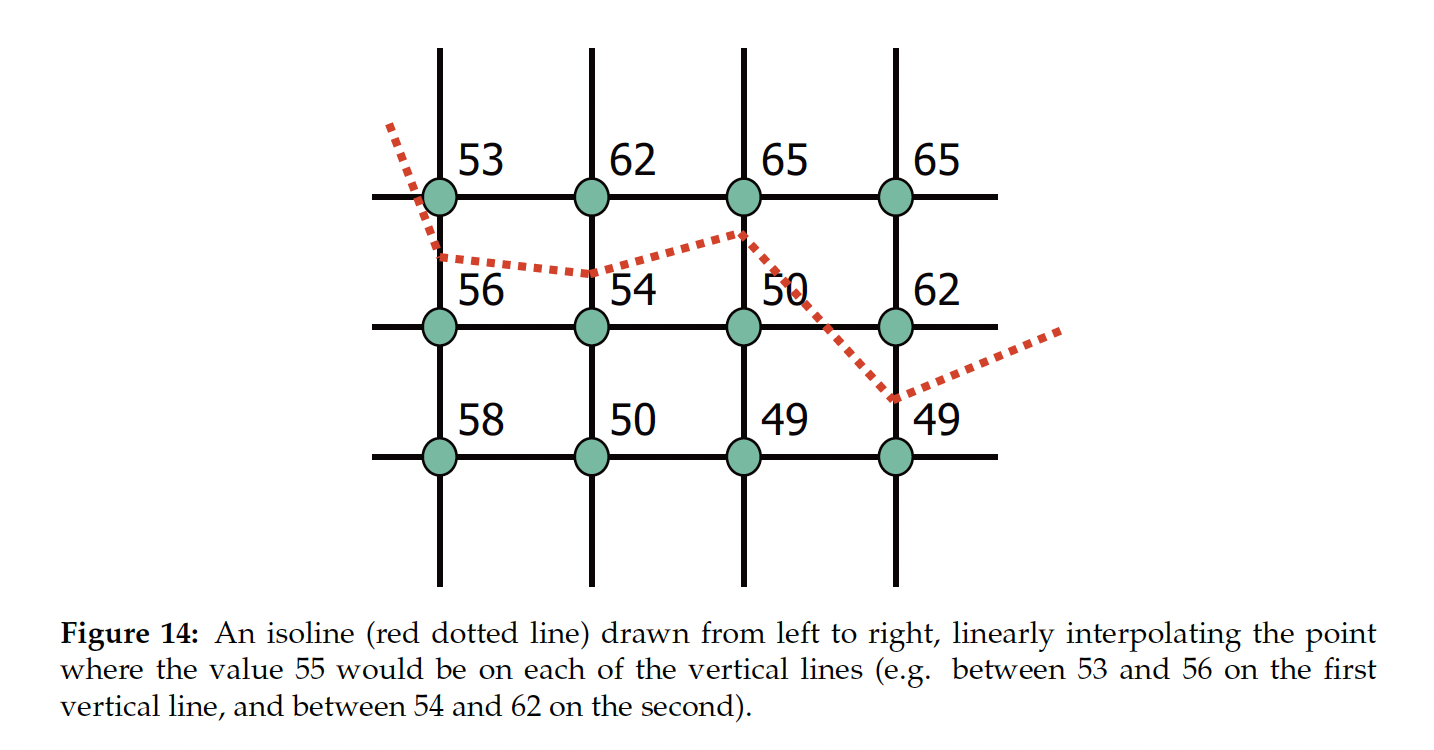 53 62 65 65
56 54 50 62
58 50 49 49
Figure 14: An isoline (red dotted line) drawn from left to right, linearly interpolating the point
where the value 55 would be on each of the vertical lines (e.g. between 53 and 56 on the first
vertical line, and between 54 and 62 on the second).